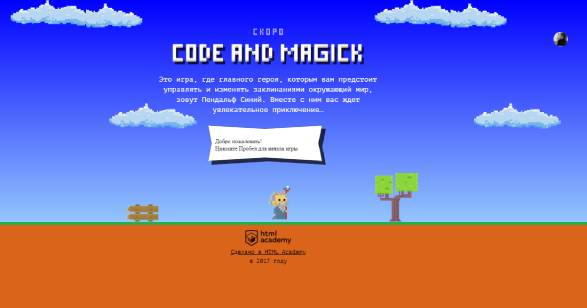 СКОРО
CODE AND MAGICK
Это игра, где главного героя, которым вам предстоит
управлять и изменять заклинаниями окружающий мир,
зовут Пендальф Синий. Вместе с ним вас ждет
увлекательное приключение…
Добро пожаловать!
Нажмите Пробел для начала игры
html
academy
Сделано в HTML Academy
© 2017 году